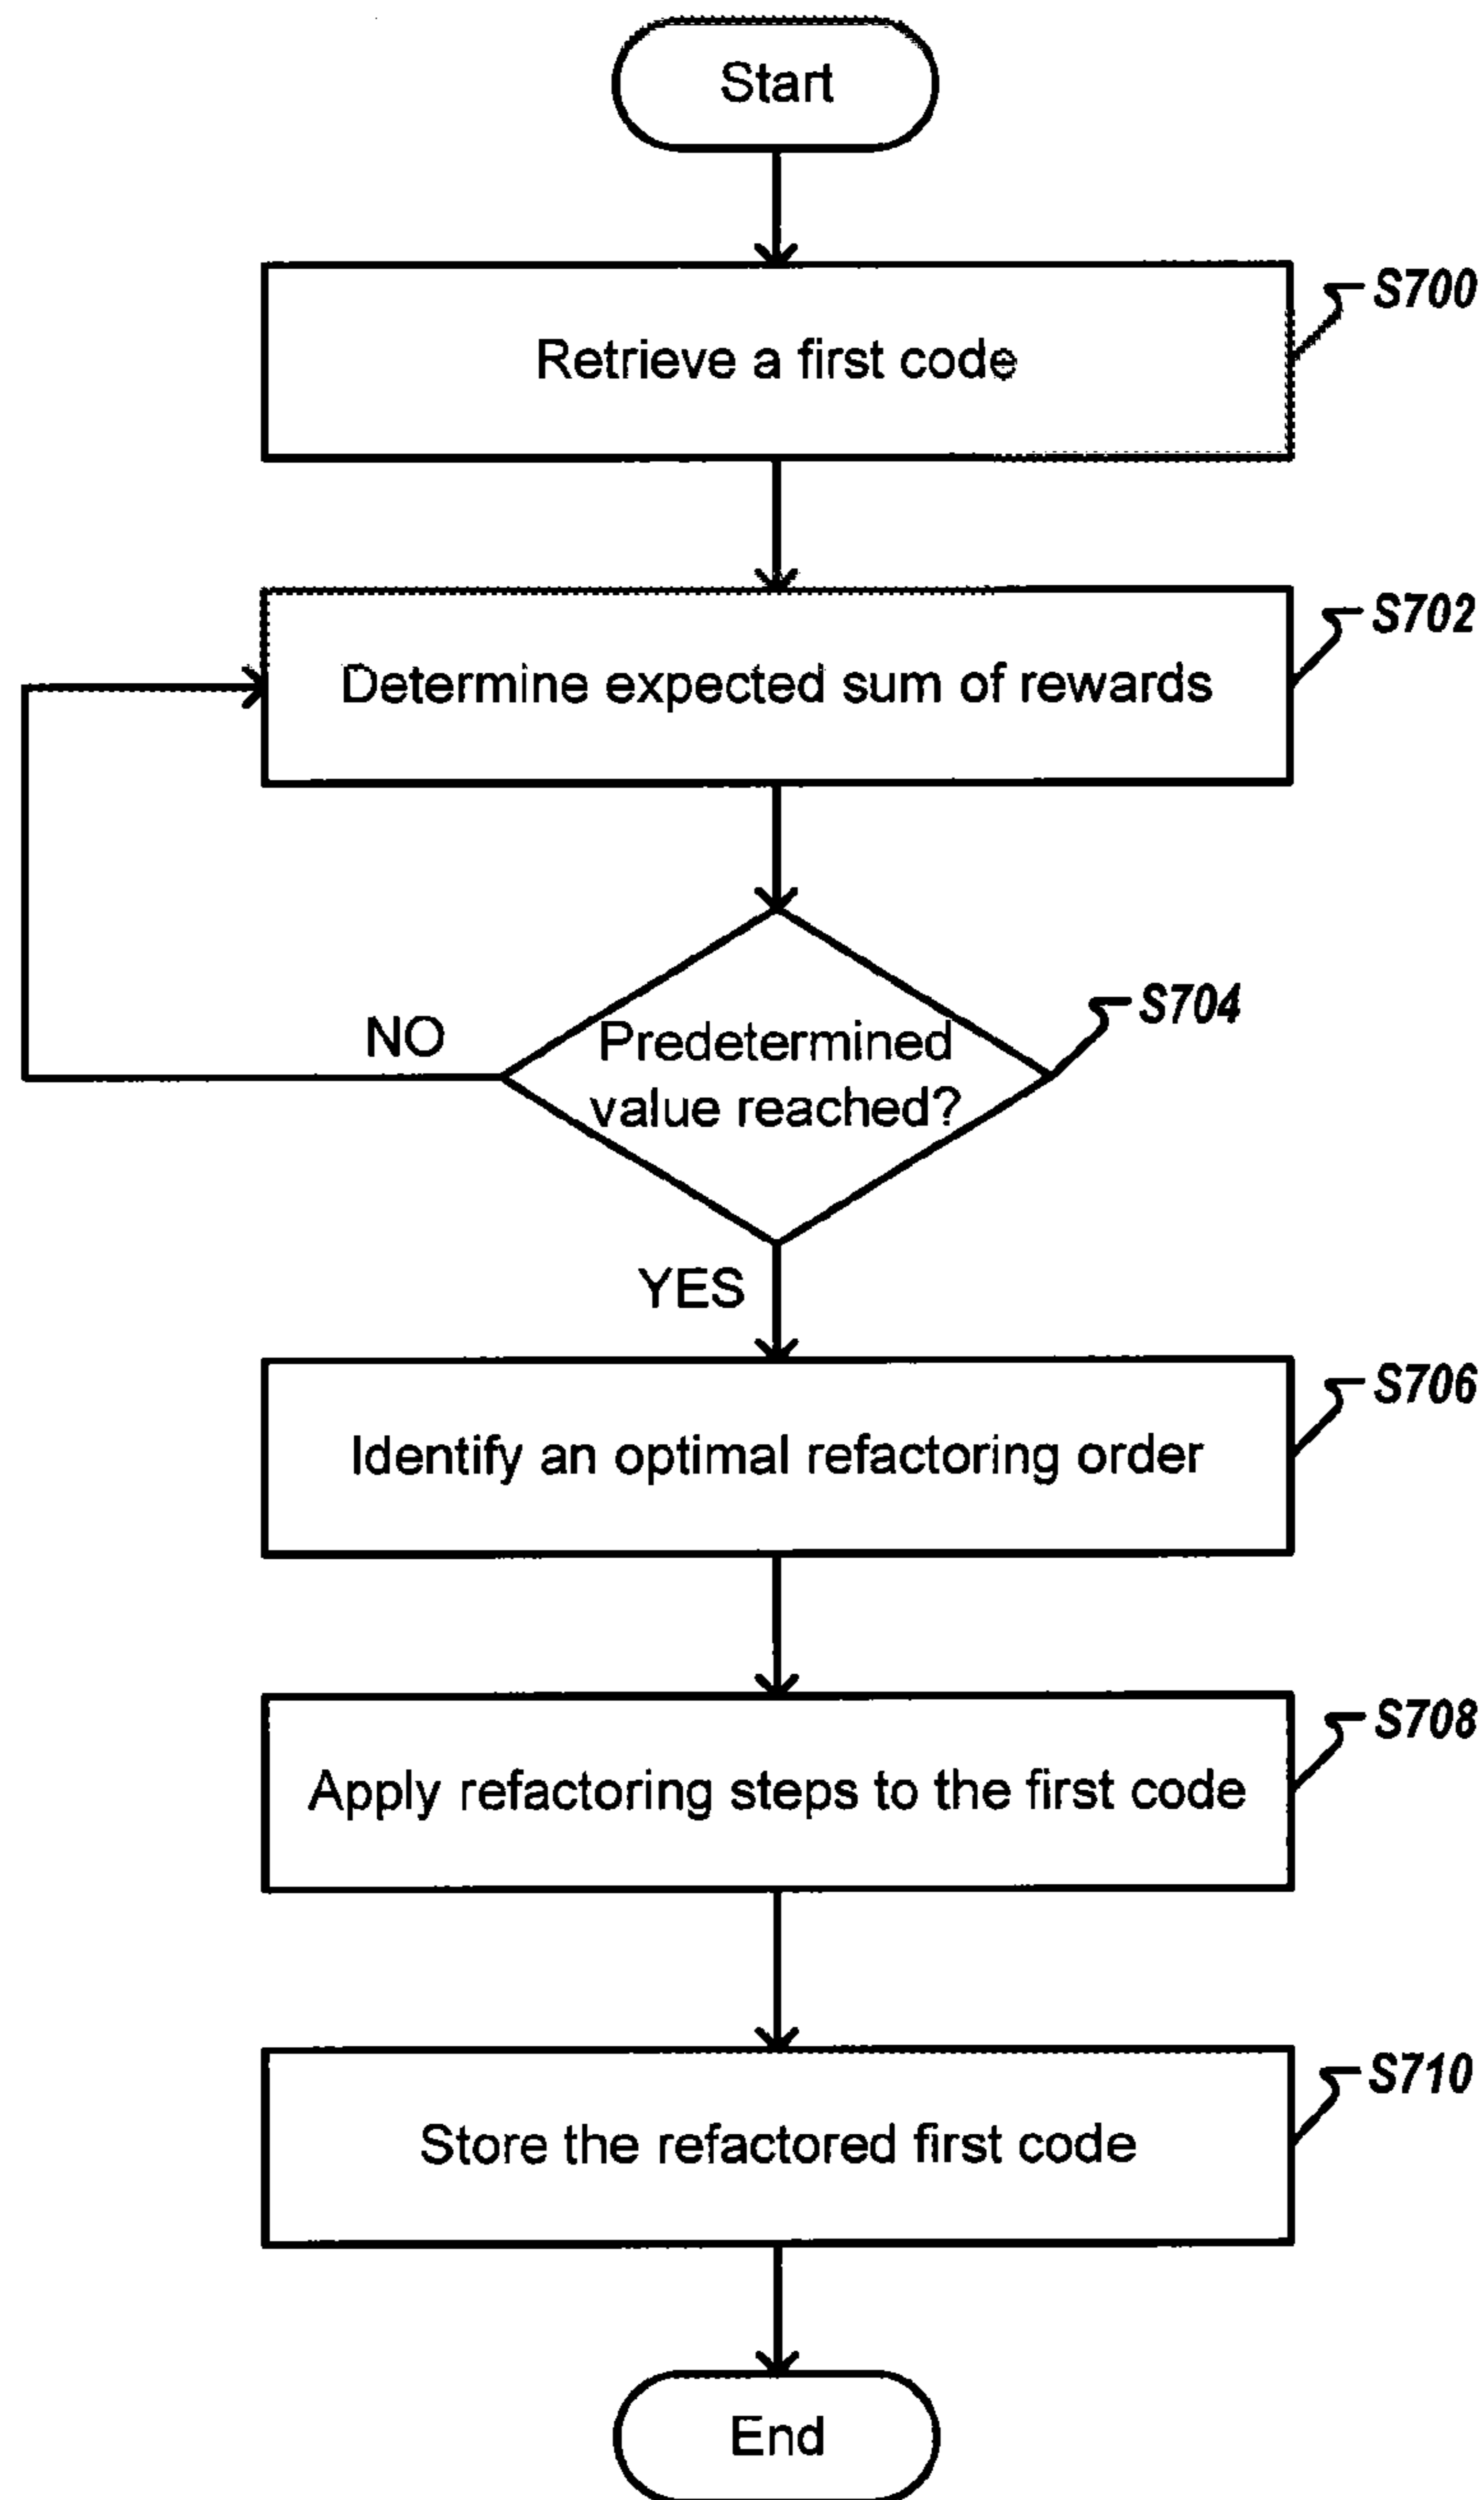 Start
S700
Retrieve a first code
S702
Determine expected sum of rewards
S704
NO
Predetermined
value reached?
YES
S706
Identify an optimal refactoring order
S708
Apply refactoring steps to the first code
S710
Store the refactored first code
End